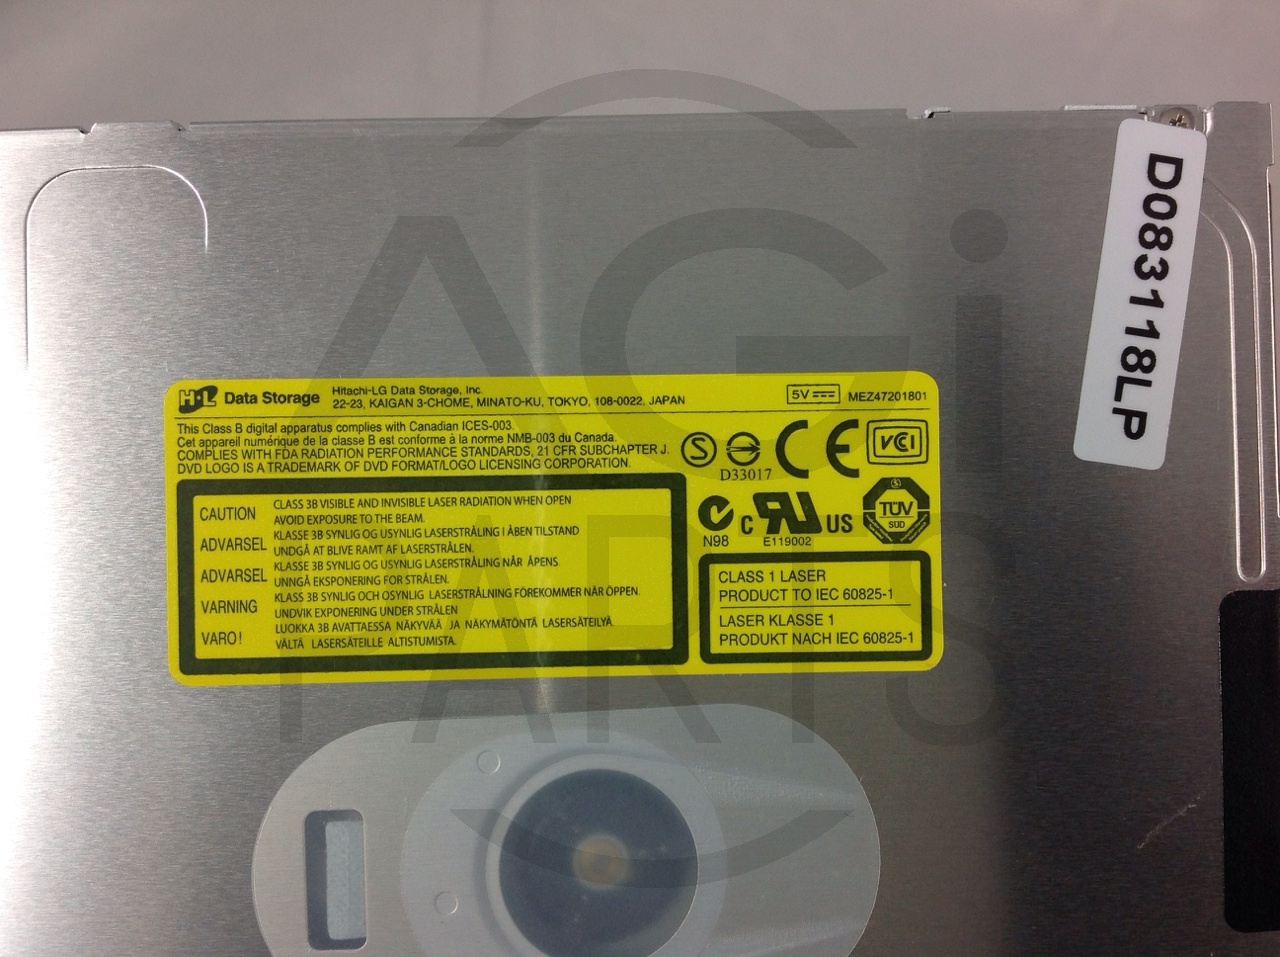 H·L Data Storage
Hitachi-LG Data Storage, Inc.
22-23, KAIGAN 3-CHOME, MINATO-KU, TOKYO, 108-0022, JAPAN
5V
MEZ47201801
This Class B digital apparatus complies with Canadian ICES-003.
Cet appareil numérique de la classe B est conforme à la norme NMB-003 du Canada.
COMPLIES WITH FDA RADIATION PERFORMANCE STANDARDS, 21 CFR SUBCHAPTER J.
DVD LOGO IS A TRADEMARK OF DVD FORMAT/LOGO LICENSING CORPORATION.
S
D33017
CE
VCCI
N98
c RU US
E119002
TÜV
SÜD
CAUTION
CLASS 3B VISIBLE AND INVISIBLE LASER RADIATION WHEN OPEN
AVOID EXPOSURE TO THE BEAM.
ADVARSEL
KLASSE 3B SYNLIG OG USYNLIG LASERSTRÅLING I ÅBEN TILSTAND
UNDGÅ AT BLIVE RAMT AF LASERSTRÅLEN.
ADVARSEL
KLASSE 3B SYNLIG OG USYNLIG LASERSTRÅLING NÅR ÅPENS
UNNGÅ EKSPONERING FOR STRÅLEN.
VARNING
KLASS 3B SYNLIG OCH OSYNLIG LASERSTRÅLNING FÖREKOMMER NÄR ÖPPEN.
UNDVIK EXPONERING UNDER STRÅLEN
VARO!
LUOKKA 3B AVATTAESSA NÄKYVÄÄ JA NÄKYMÄTÖNTÄ LASERSÄTEILYÄ.
VÄLTÄ LASERSÄTEILLE ALTISTUMISTA.
CLASS 1 LASER
PRODUCT TO IEC 60825-1
LASER KLASSE 1
PRODUKT NACH IEC 60825-1
D083118LP
AGi
PARTS